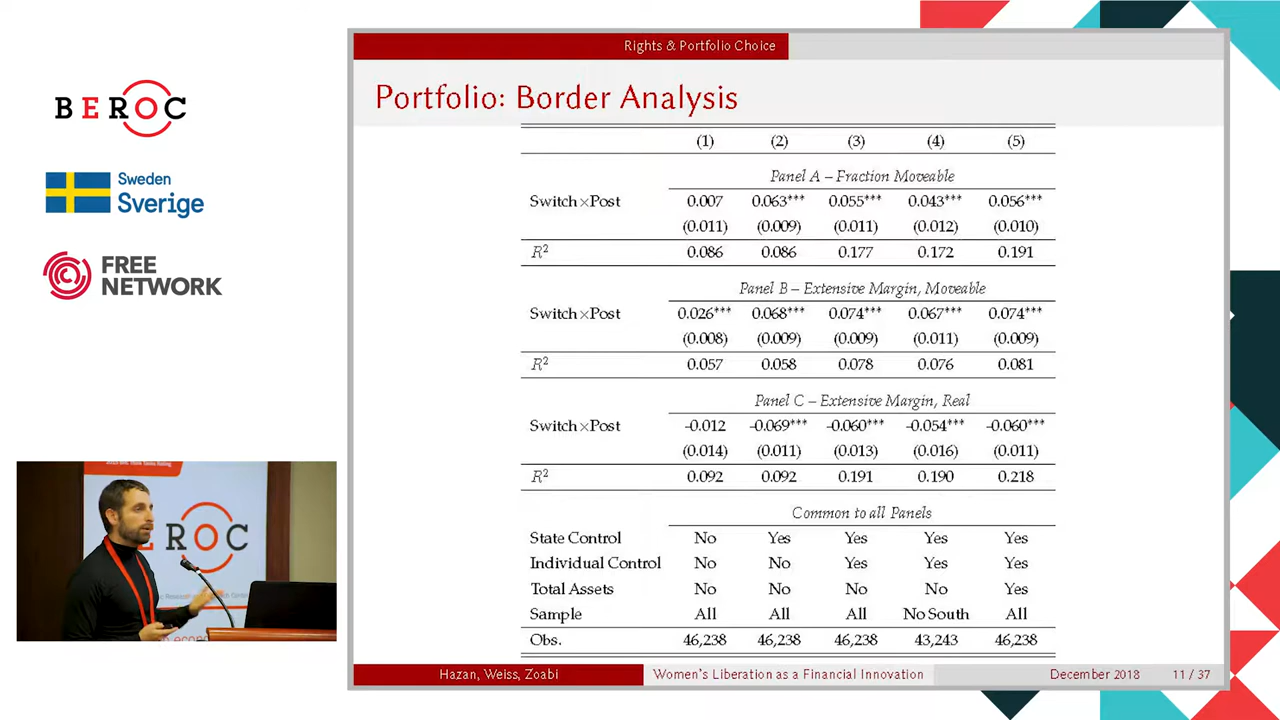 BEROC
Sweden
Sverige
FREE
NETWORK
Rights & Portfolio Choice
Portfolio: Border Analysis
(1) (2) (3) (4) (5)
Panel A – Fraction Moveable
Switch×Post 0.007 0.063*** 0.055*** 0.043*** 0.056***
(0.011) (0.009) (0.011) (0.012) (0.010)
R² 0.086 0.086 0.177 0.172 0.191
Panel B – Extensive Margin, Moveable
Switch×Post 0.026*** 0.068*** 0.074*** 0.067*** 0.074***
(0.008) (0.009) (0.009) (0.011) (0.009)
R² 0.057 0.058 0.078 0.076 0.081
Panel C – Extensive Margin, Real
Switch×Post -0.012 -0.069*** -0.060*** -0.054*** -0.060***
(0.014) (0.011) (0.013) (0.016) (0.011)
R² 0.092 0.092 0.191 0.190 0.218
Common to all Panels
State Control No Yes Yes Yes Yes
Individual Control No No Yes Yes Yes
Total Assets No No No No Yes
Sample All All All No South All
Obs. 46,238 46,238 46,238 43,243 46,238
Hazan, Weiss, Zoabi Women's Liberation as a Financial Innovation December 2018 11 / 37
EROC